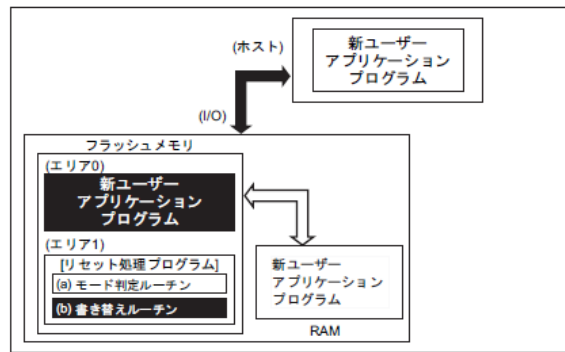 (ホスト)
新ユーザー
アプリケーション
プログラム
(I/O)
フラッシュメモリ
(エリア0)
新ユーザー
アプリケーション
プログラム
(エリア1)
[リセット処理プログラム]
(a) モード判定ルーチン
(b) 書き替えルーチン
新ユーザー
アプリケーション
プログラム
RAM